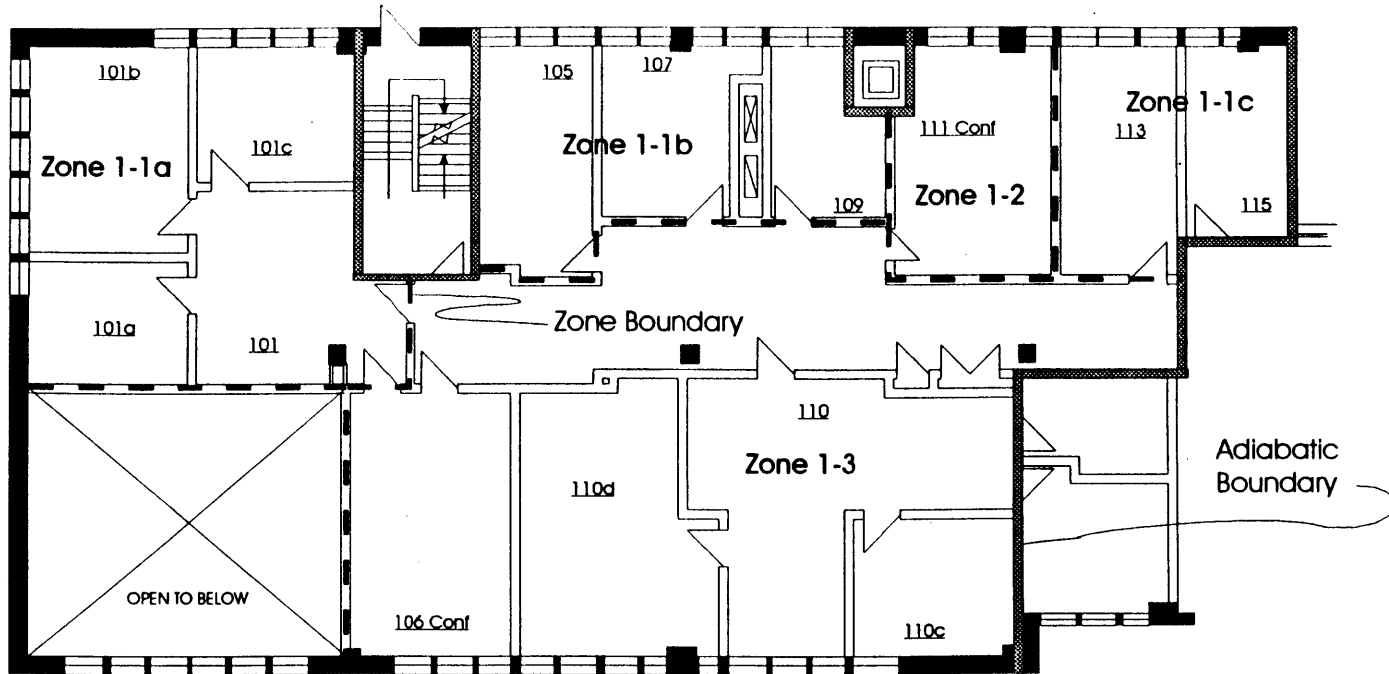 101b
105
107
Zone 1-1c
111 Conf
113
Zone 1-1b
101c
Zone 1-1a
Zone 1-2
109
115
Zone Boundary
101a
101
110
Zone 1-3
Adiabatic
Boundary
110d
OPEN TO BELOW
106 Conf
110c